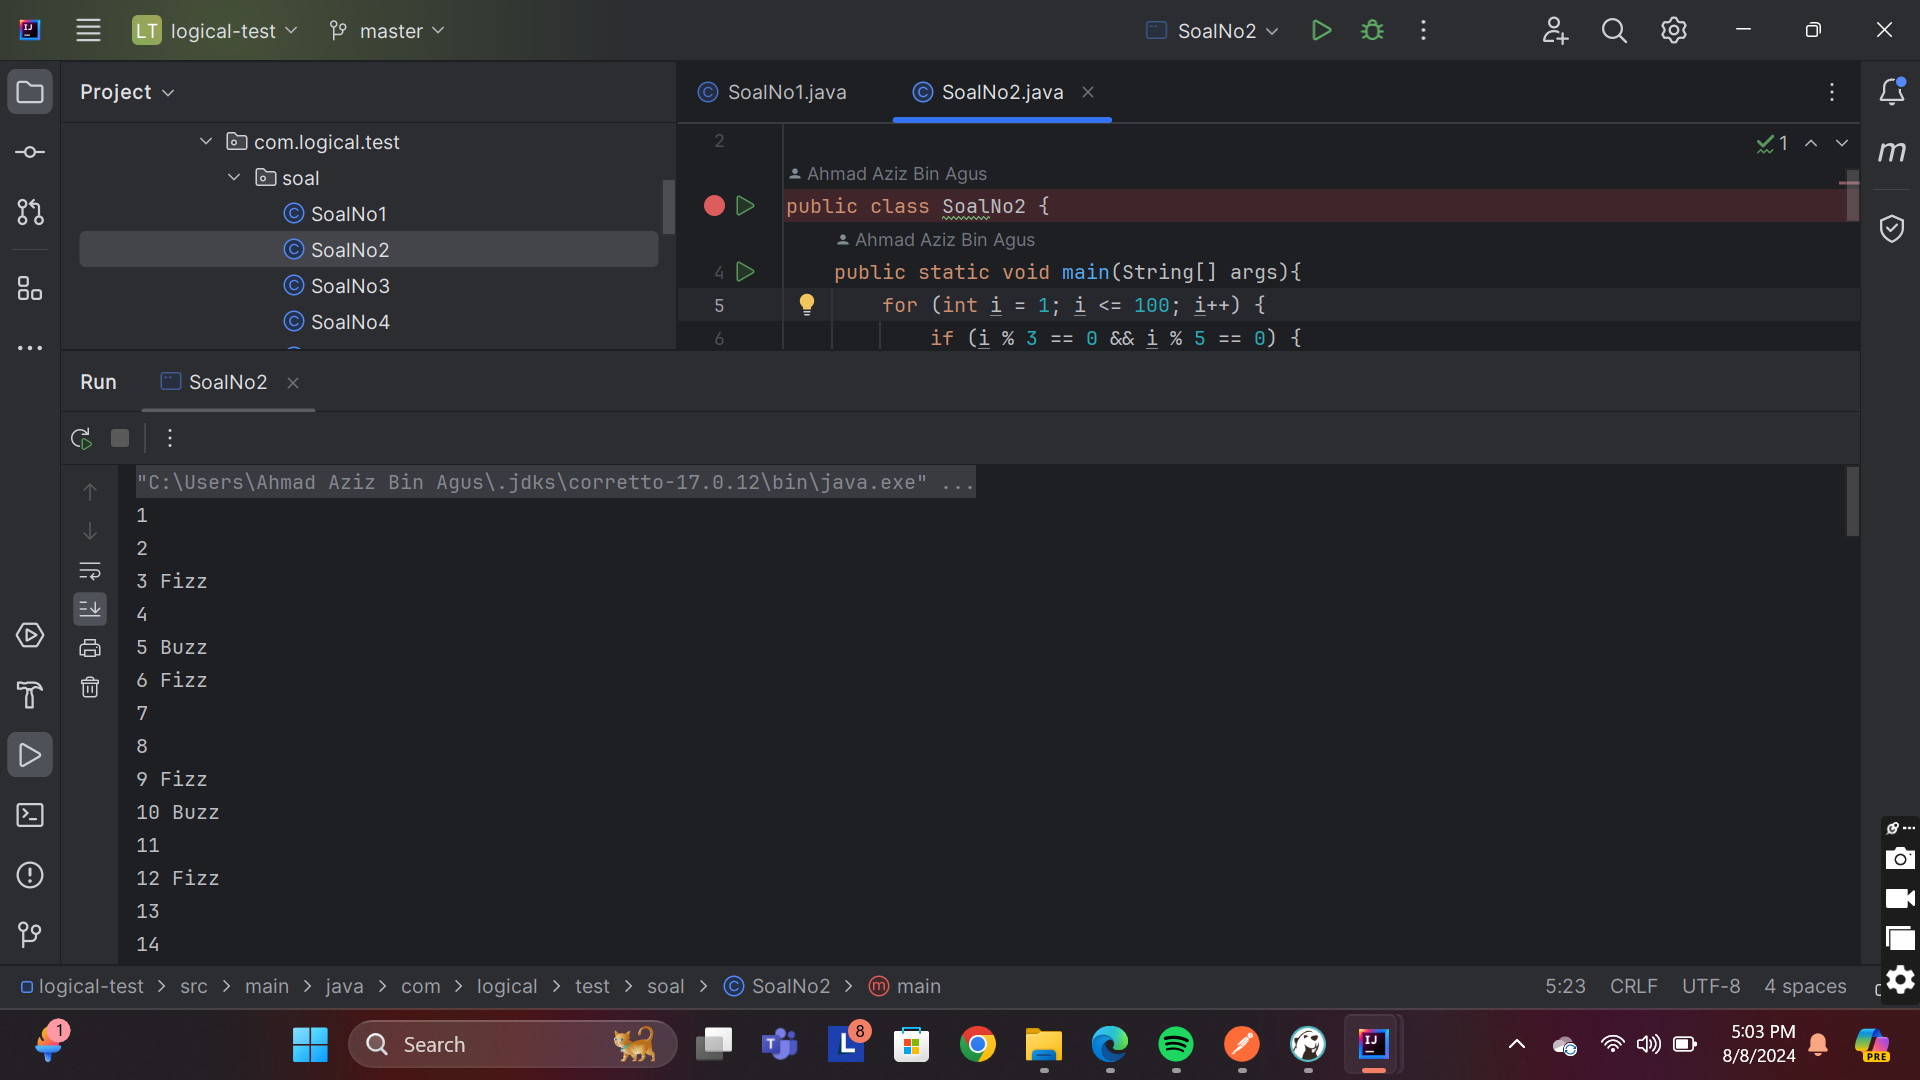 LT logical-test master SoalNo2
Project
SoalNo1.java SoalNo2.java
com.logical.test
soal
SoalNo1
SoalNo2
SoalNo3
SoalNo4
2
1
Ahmad Aziz Bin Agus
public class SoalNo2 {
Ahmad Aziz Bin Agus
4 public static void main(String[] args){
5 for (int i = 1; i <= 100; i++) {
6 if (i % 3 == 0 && i % 5 == 0) {
m
Run SoalNo2
"C:\Users\Ahmad Aziz Bin Agus\.jdks\corretto-17.0.12\bin\java.exe" ...
1
2
3 Fizz
4
5 Buzz
6 Fizz
7
8
9 Fizz
10 Buzz
11
12 Fizz
13
14
logical-test > src > main > java > com > logical > test > soal > SoalNo2 > main
5:23 CRLF UTF-8 4 spaces
1
Search
8
L
IJ
5:03 PM
8/8/2024
PRE